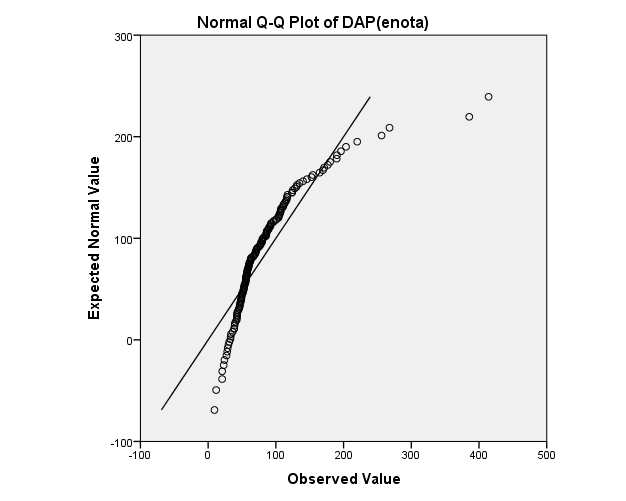 Normal Q-Q Plot of DAP(enota)
300
200
100
0
-100
Expected Normal Value
-100 0 100 200 300 400 500
Observed Value